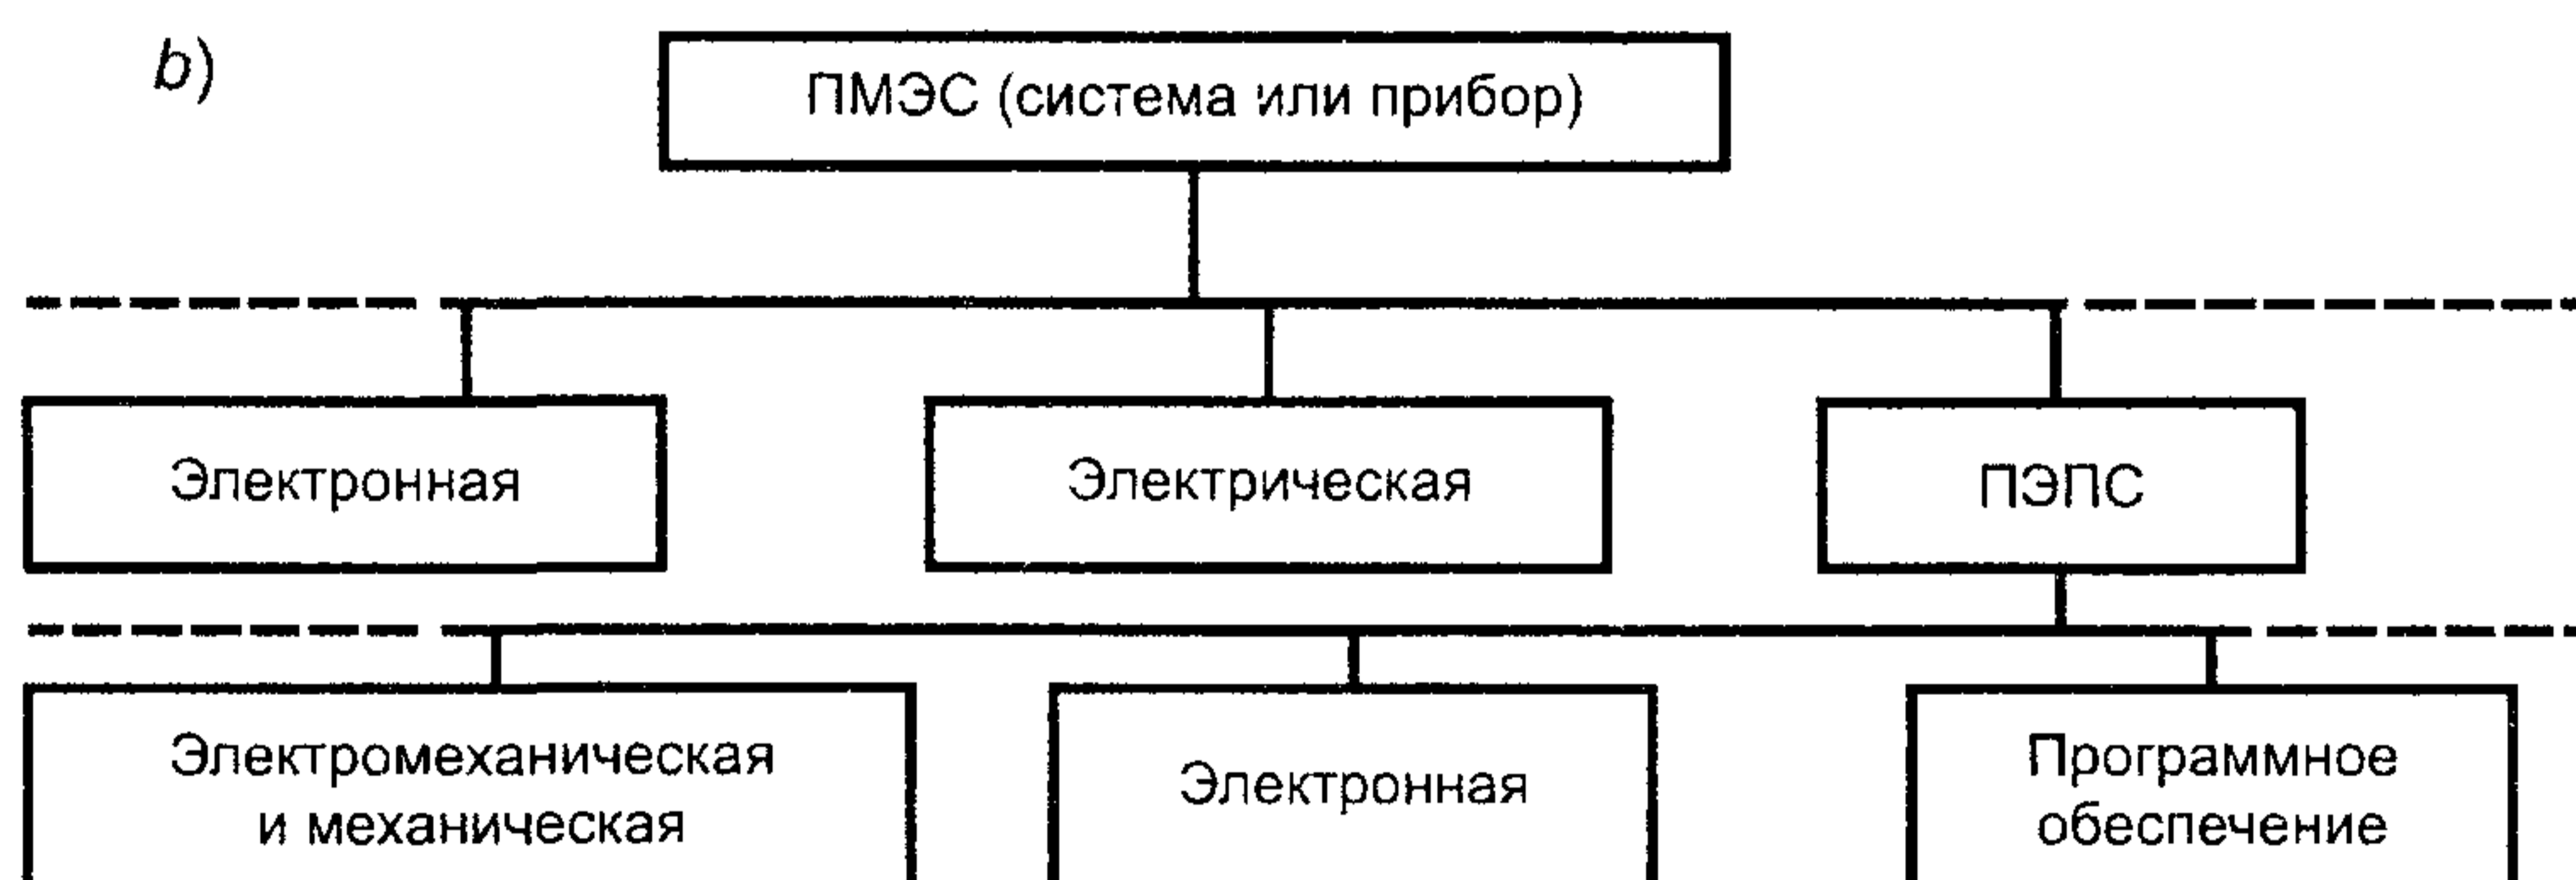 b)
ПМЭС (система или прибор)
Электронная
Электрическая
ПЭПС
Электромеханическая
и механическая
Электронная
Программное
обеспечение